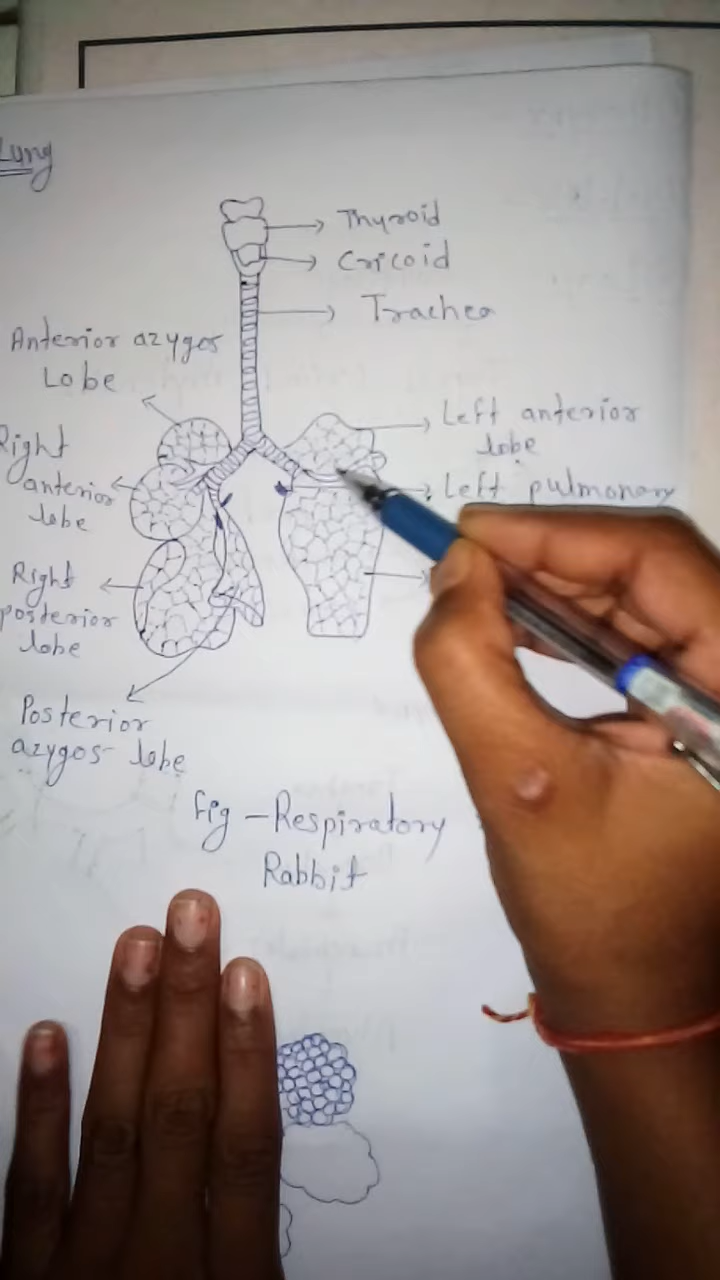 Lung
Thyroid
Cricoid
Trachea
Anterior azygos
Lobe
Left anterior
lobe
Right
anterior
lobe
Left pulmonary
Right
posterior
lobe
Posterior
azygos lobe
Fig - Respiratory
Rabbit